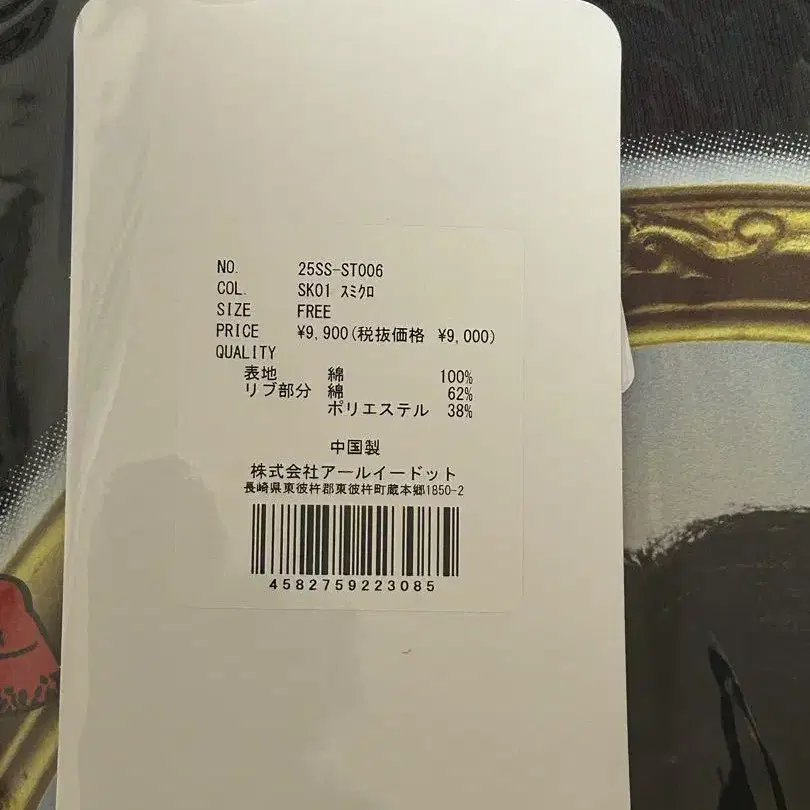 NO. 25SS-ST006
COL. SK01 ｽﾐｸﾛ
SIZE FREE
PRICE ¥9,900(税抜価格 ¥9,000)
QUALITY
表地 綿 100%
リブ部分 綿 62%
ポリエステル 38%
中国製
株式会社アールイードット
長崎県東彼杵郡東彼杵町蔵本郷1850-2
4582759223085